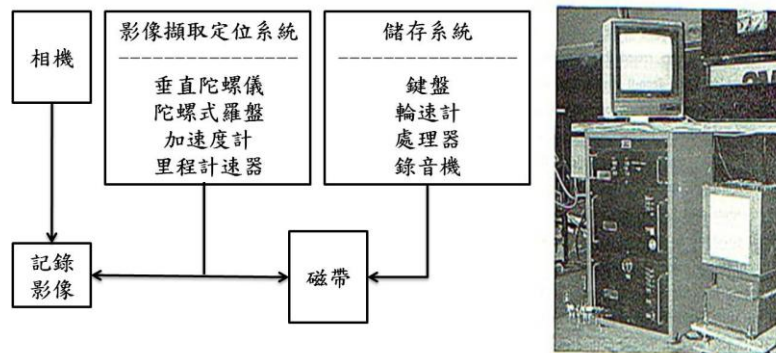 相機
影像擷取定位系統
垂直陀螺儀
陀螺式羅盤
加速度計
里程計速器
儲存系統
鍵盤
輪速計
處理器
錄音機
記錄
影像
磁帶